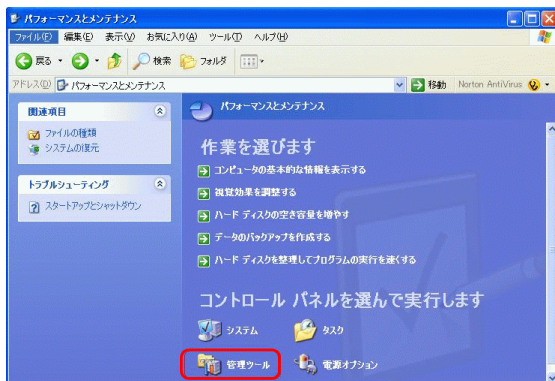 パフォーマンスとメンテナンス
ファイル(F) 編集(E) 表示(V) お気に入り(A) ツール(T) ヘルプ(H)
戻る 検索 フォルダ
アドレス(D) パフォーマンスとメンテナンス 移動 Norton AntiVirus
関連項目
ファイルの種類
システムの復元
トラブルシューティング
スタートアップとシャットダウン
パフォーマンスとメンテナンス
作業を選びます
コンピュータの基本的な情報を表示する
視覚効果を調整する
ハード ディスクの空き容量を増やす
データのバックアップを作成する
ハード ディスクを整理してプログラムの実行を速くする
コントロール パネルを選んで実行します
システム タスク
管理ツール 電源オプション